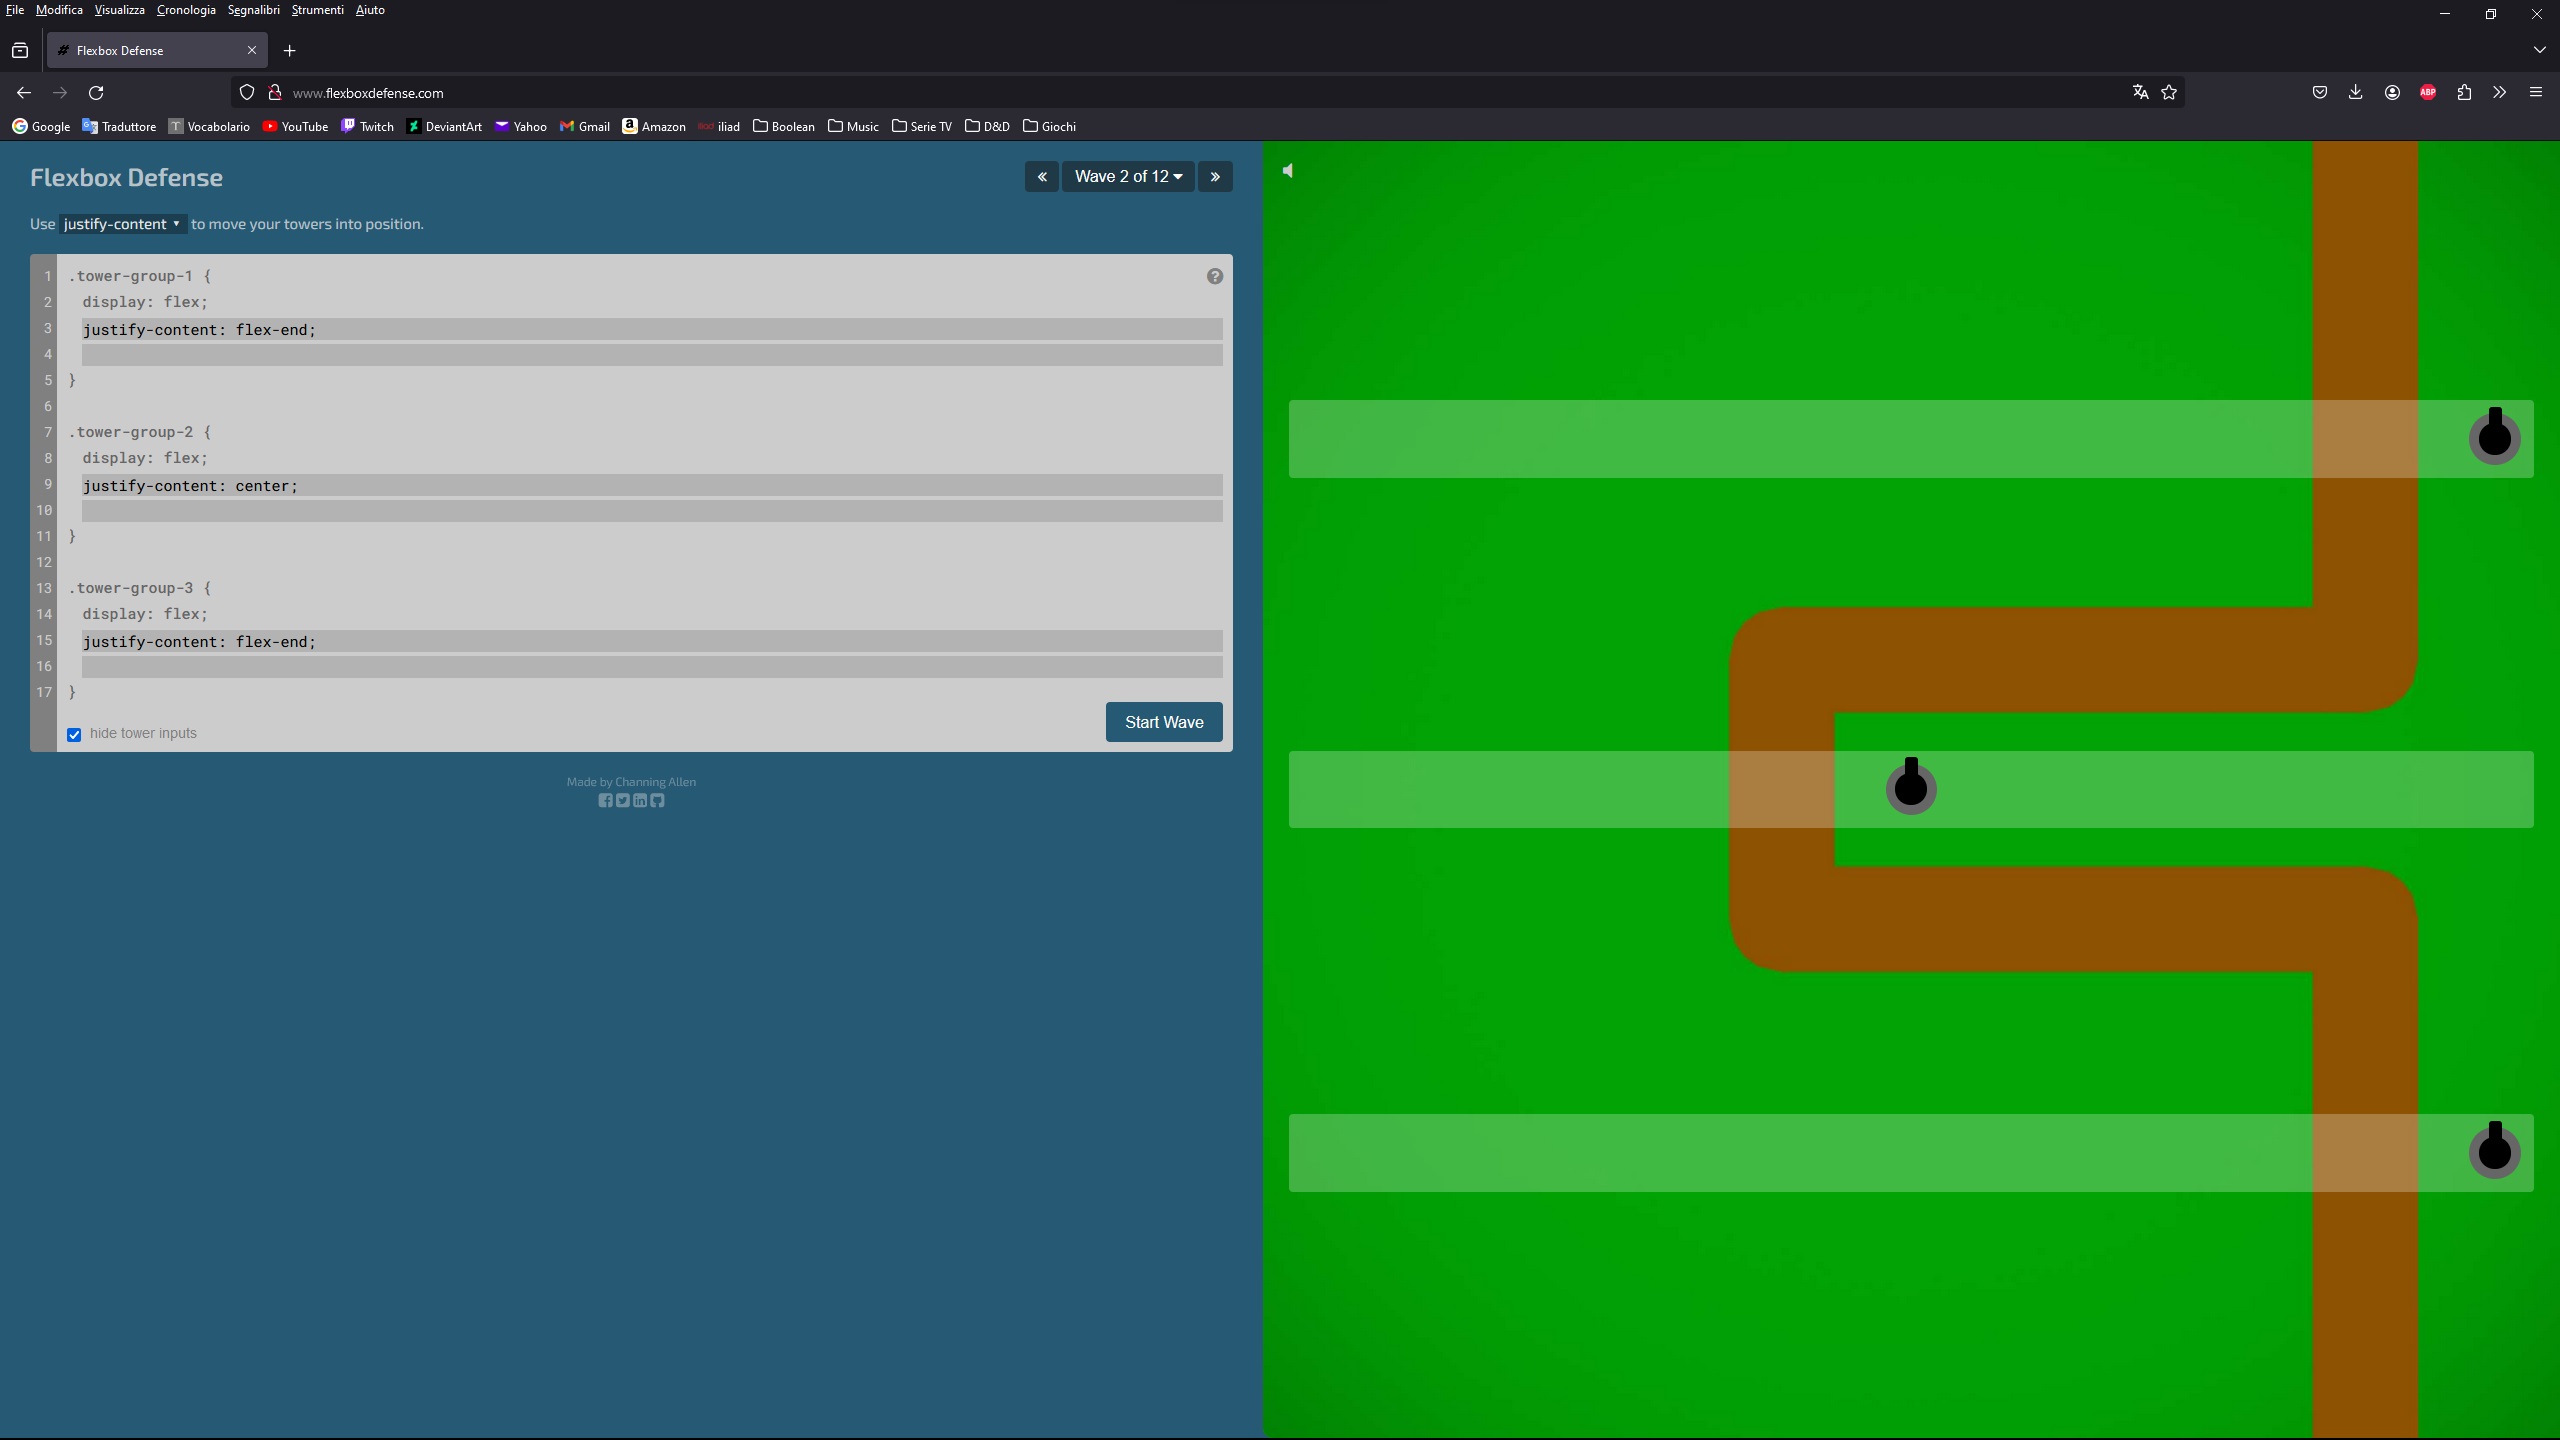 File Modifica Visualizza Cronologia Segnalibri Strumenti Aiuto
Flexbox Defense
www.flexboxdefense.com
ABP
Google Traduttore T Vocabolario YouTube Twitch DeviantArt Yahoo Gmail a Amazon iliad iliad Boolean Music Serie TV D&D Giochi
Flexbox Defense
« Wave 2 of 12 »
Use justify-content to move your towers into position.
1 .tower-group-1 {
2 display: flex;
3 justify-content: flex-end;
4
5 }
6
7 .tower-group-2 {
8 display: flex;
9 justify-content: center;
10
11 }
12
13 .tower-group-3 {
14 display: flex;
15 justify-content: flex-end;
16
17 }
hide tower inputs
Start Wave
Made by Channing Allen